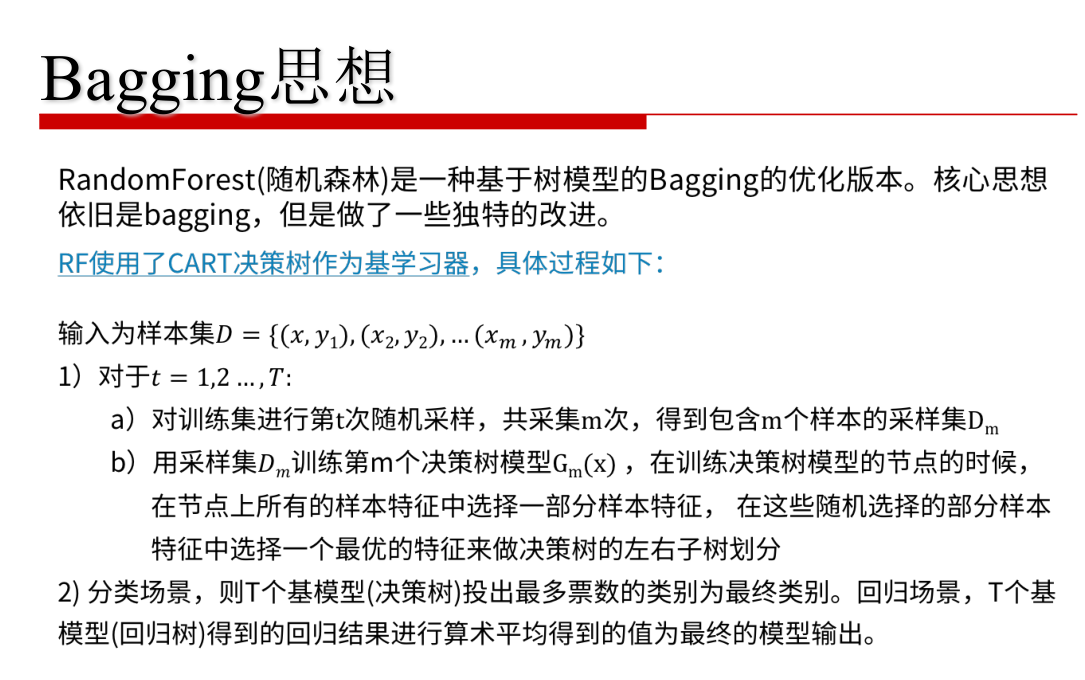 Bagging思想
RandomForest(随机森林)是一种基于树模型的Bagging的优化版本。核心思想
依旧是bagging，但是做了一些独特的改进。
RF使用了CART决策树作为基学习器，具体过程如下：
输入为样本集D = {(x, y₁), (x₂, y₂), … (xₘ , yₘ)}
1）对于t = 1,2 … , T:
a）对训练集进行第t次随机采样，共采集m次，得到包含m个样本的采样集Dₘ
b）用采样集Dₘ训练第m个决策树模型Gₘ(x) ，在训练决策树模型的节点的时候，
在节点上所有的样本特征中选择一部分样本特征， 在这些随机选择的部分样本
特征中选择一个最优的特征来做决策树的左右子树划分
2) 分类场景，则T个基模型(决策树)投出最多票数的类别为最终类别。回归场景，T个基
模型(回归树)得到的回归结果进行算术平均得到的值为最终的模型输出。